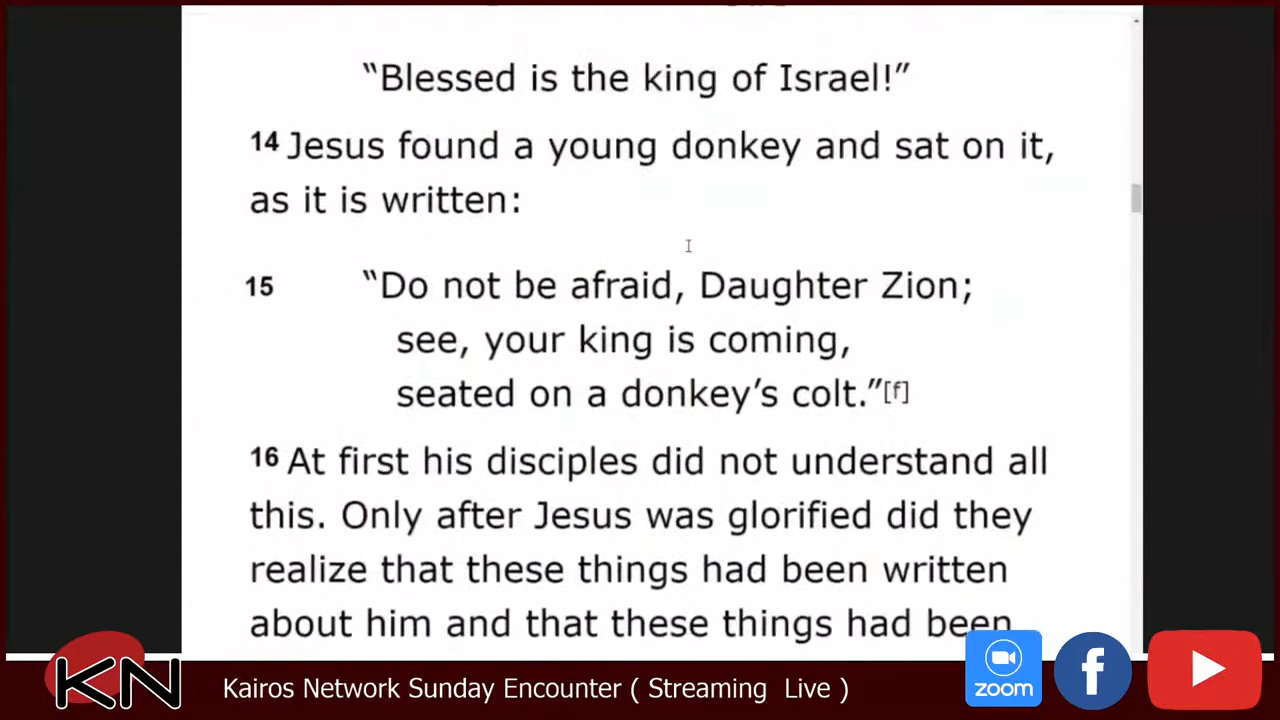 “Blessed is the king of Israel!”
14 Jesus found a young donkey and sat on it,
as it is written:
15 “Do not be afraid, Daughter Zion;
see, your king is coming,
seated on a donkey’s colt.”[f]
16 At first his disciples did not understand all
this. Only after Jesus was glorified did they
realize that these things had been written
about him and that these things had been
KN
Kairos Network Sunday Encounter ( Streaming Live )
zoom
f